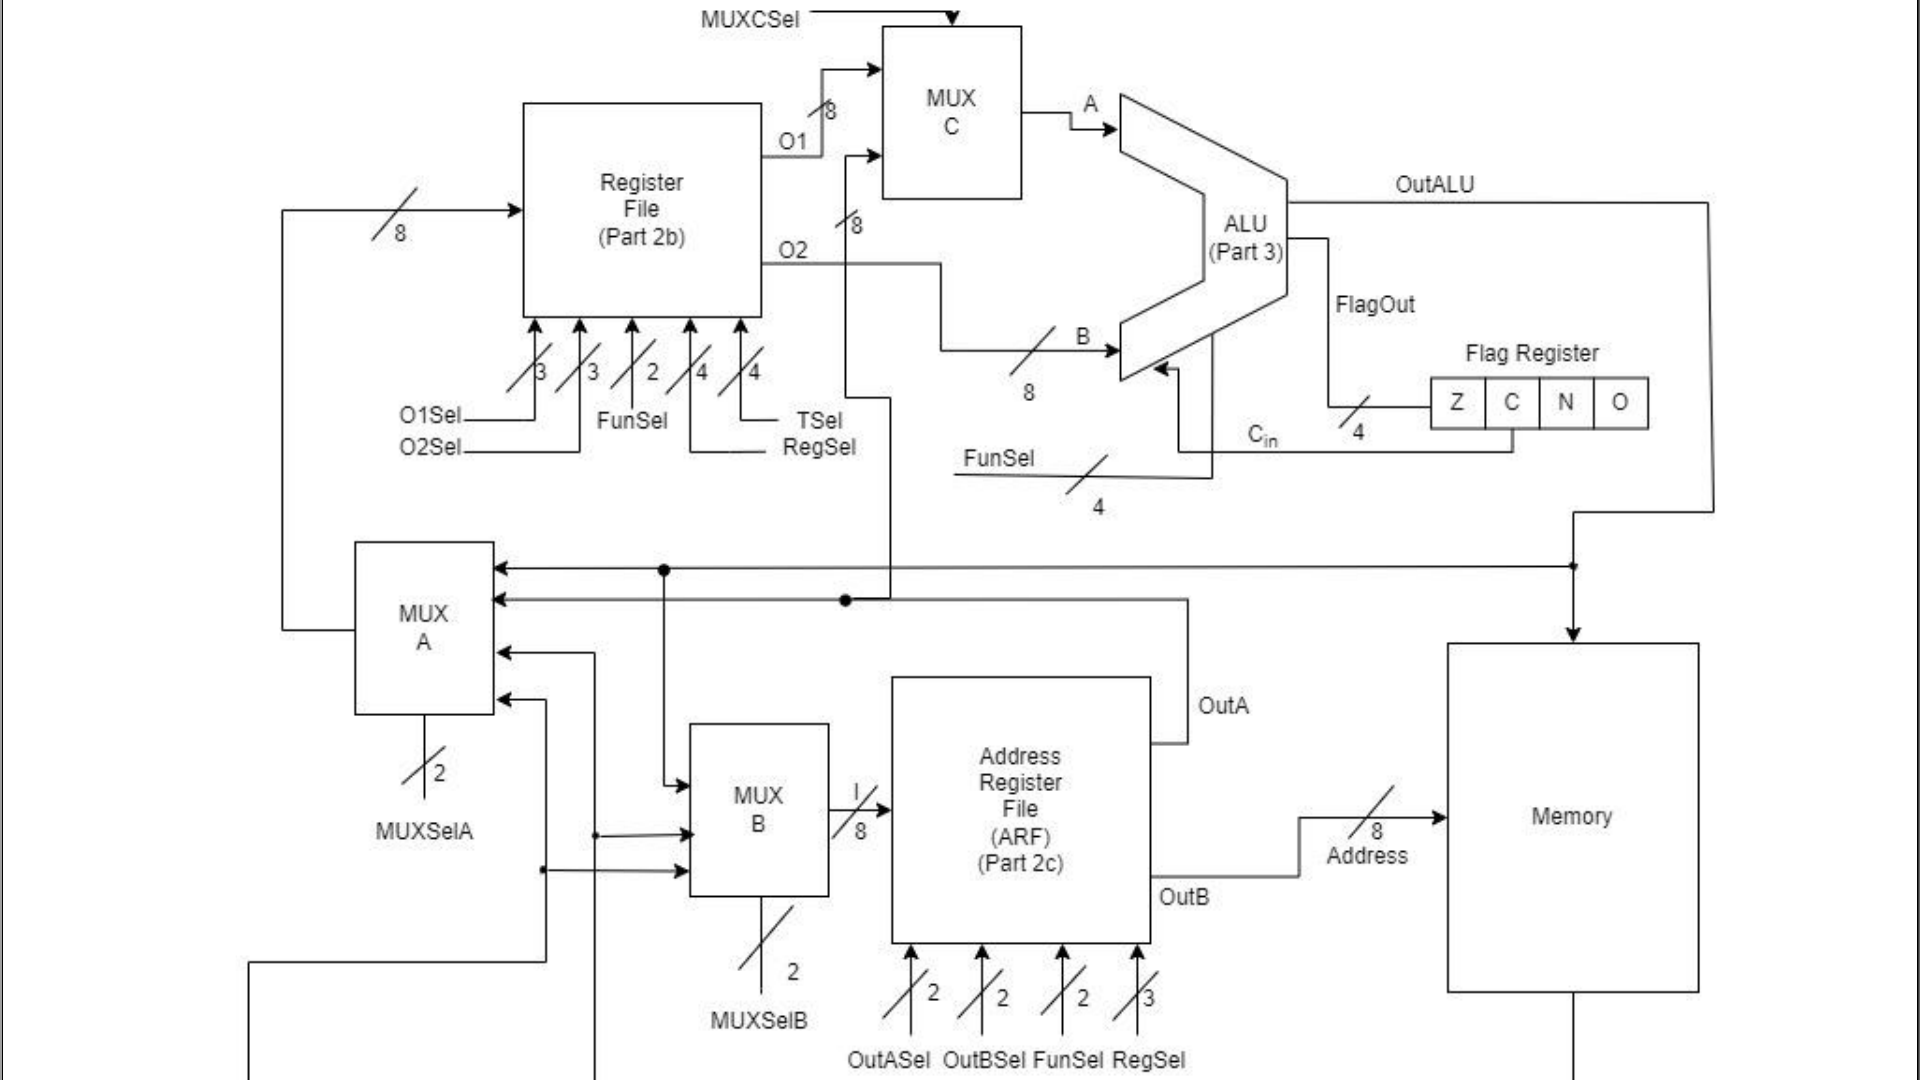 MUXCSel
MUX
C
8
O1
A
Register
File
(Part 2b)
8
8
O2
ALU
(Part 3)
OutALU
FlagOut
B
8
Flag Register
Z C N O
4
C_in
3
3
2
4
4
O1Sel
O2Sel
FunSel
TSel
RegSel
FunSel
4
MUX
A
2
MUXSelA
MUX
B
I
8
2
MUXSelB
Address
Register
File
(ARF)
(Part 2c)
OutA
OutB
8
Address
Memory
2
2
2
3
OutASel OutBSel FunSel RegSel